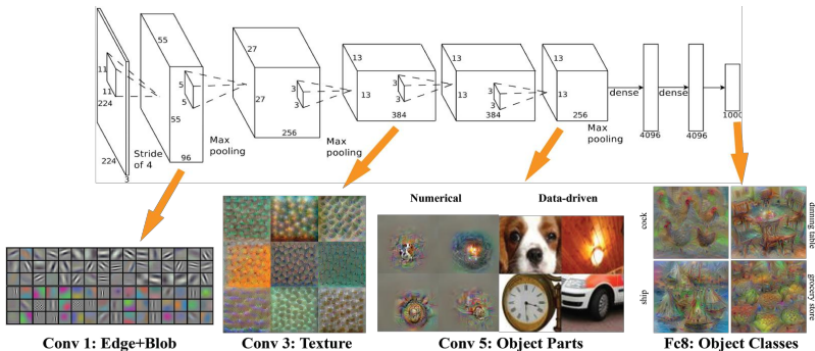 55
27
13
13
13
11
5
3
3
3
11
5
27
3
13
3
13
3
13
dense
dense
224
55
384
384
256
1000
256
Max
4096
4096
Max
pooling
224
Stride
of 4
96
Max
pooling
pooling
Numerical
Data-driven
cock
dinning table
ship
grocery store
Conv 1: Edge+Blob
Conv 3: Texture
Conv 5: Object Parts
Fc8: Object Classes